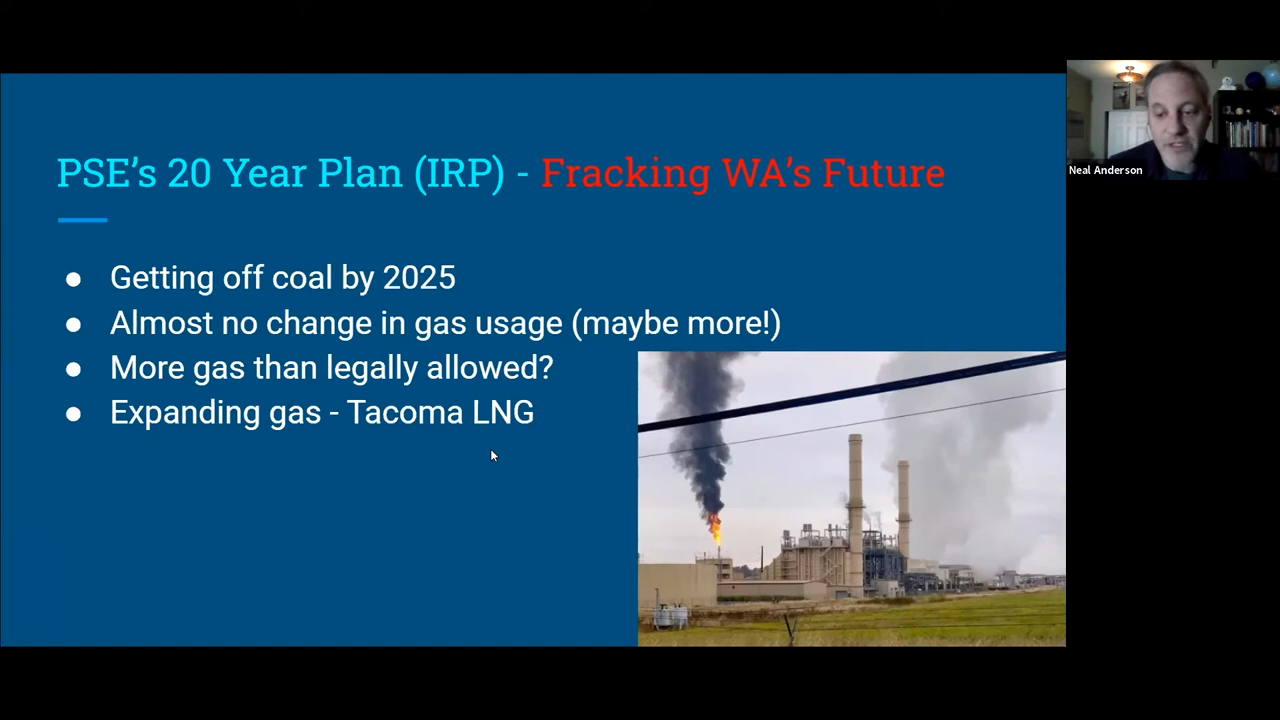 PSE’s 20 Year Plan (IRP) - Fracking WA’s Future
● Getting off coal by 2025
● Almost no change in gas usage (maybe more!)
● More gas than legally allowed?
● Expanding gas - Tacoma LNG
Neal Anderson